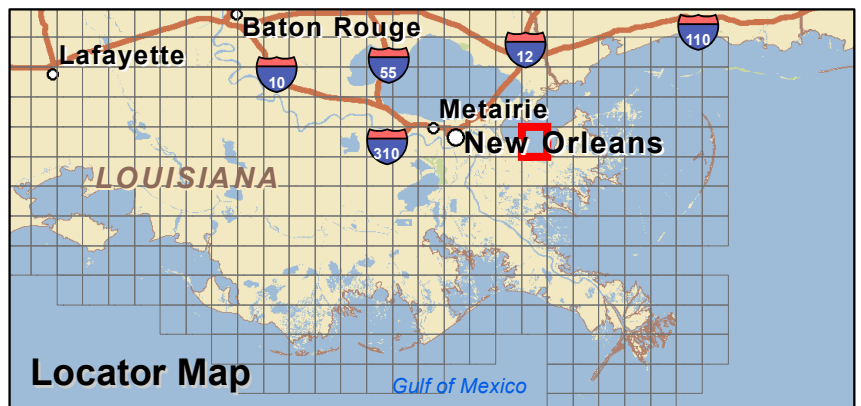 Baton Rouge
Lafayette
10
55
12
110
Metairie
310
New Orleans
LOUISIANA
Locator Map
Gulf of Mexico